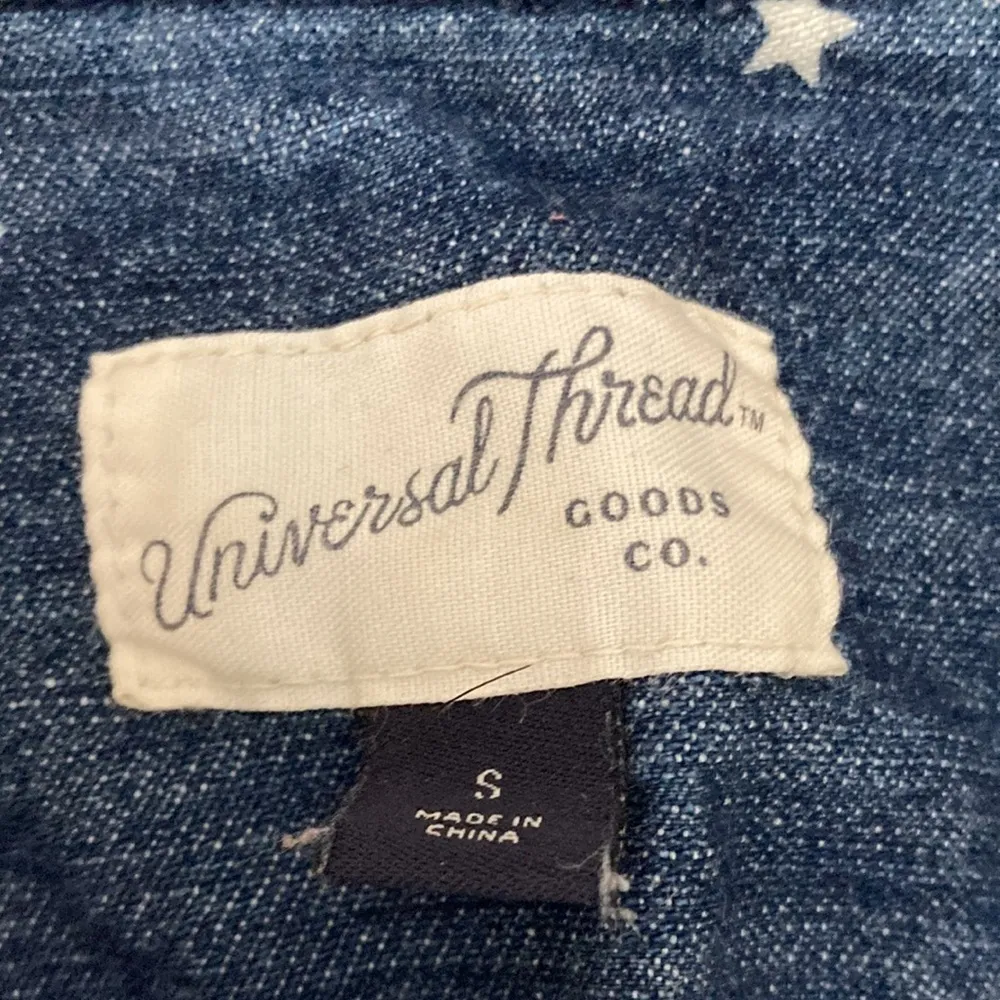 Universal Thread™
GOODS
CO.
S
MADE IN
CHINA